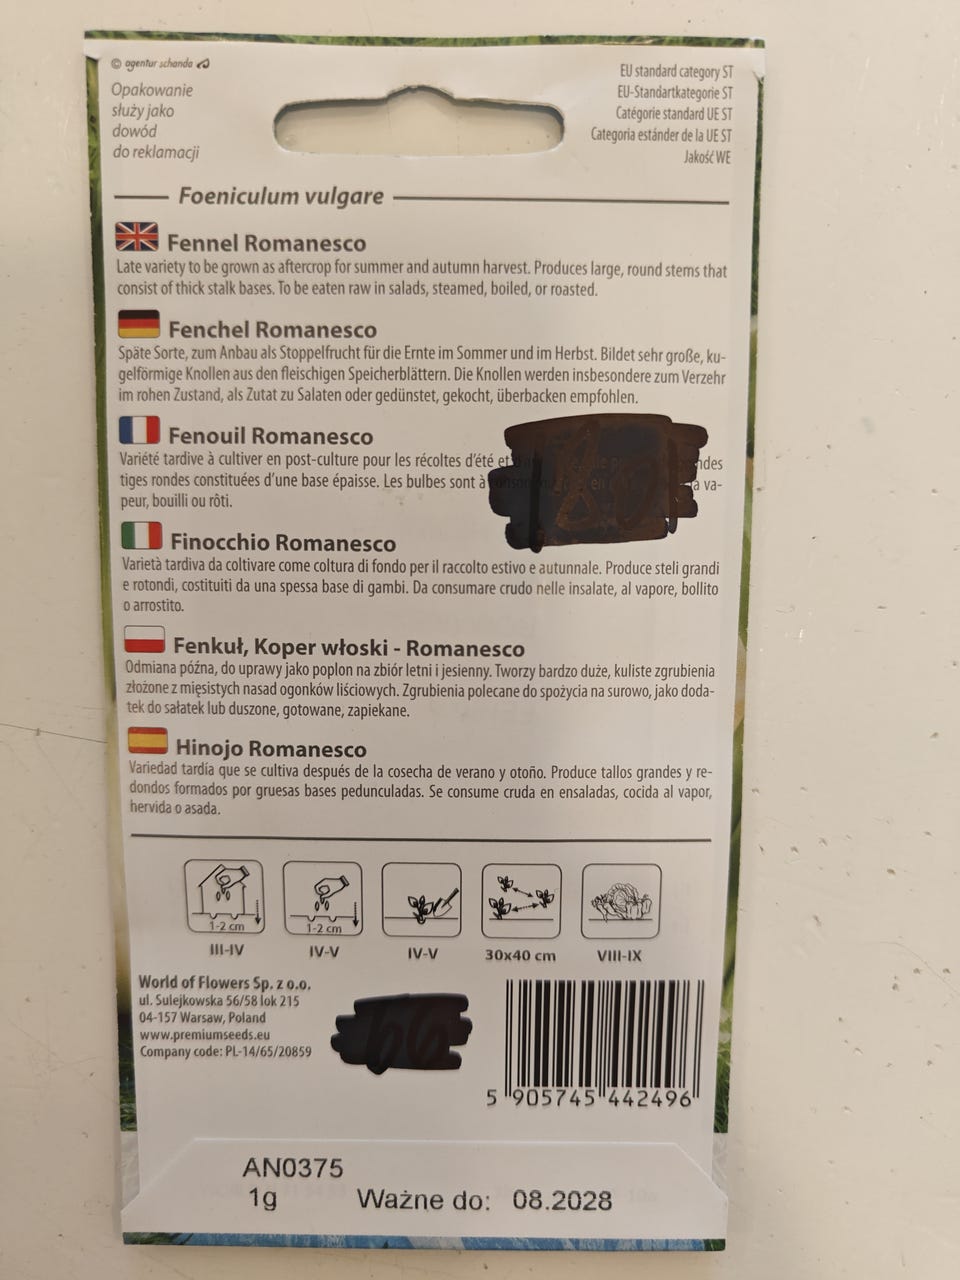 © agentur schanda
Opakowanie
służy jako
dowód
do reklamacji
EU standard category ST
EU-Standartkategorie ST
Catégorie standard UE ST
Categoria estánder de la UE ST
Jakość WE
Foeniculum vulgare
Fennel Romanesco
Late variety to be grown as aftercrop for summer and autumn harvest. Produces large, round stems that
consist of thick stalk bases. To be eaten raw in salads, steamed, boiled, or roasted.
Fenchel Romanesco
Späte Sorte, zum Anbau als Stoppelfrucht für die Ernte im Sommer und im Herbst. Bildet sehr große, ku-
gelförmige Knollen aus den fleischigen Speicherblättern. Die Knollen werden insbesondere zum Verzehr
im rohen Zustand, als Zutat zu Salaten oder gedünstet, gekocht, überbacken empfohlen.
Fenouil Romanesco
Variété tardive à cultiver en post-culture pour les récoltes d'été et
tiges rondes constituées d'une base épaisse. Les bulbes sont à va-
peur, bouilli ou rôti.
Finocchio Romanesco
Varietà tardiva da coltivare come coltura di fondo per il raccolto estivo e autunnale. Produce steli grandi
e rotondi, costituiti da una spessa base di gambi. Da consumare crudo nelle insalate, al vapore, bollito
o arrostito.
Fenkuł, Koper włoski - Romanesco
Odmiana późna, do uprawy jako poplon na zbiór letni i jesienny. Tworzy bardzo duże, kuliste zgrubienia
złożone z mięsistych nasad ogonków liściowych. Zgrubienia polecane do spożycia na surowo, jako doda-
tek do sałatek lub duszone, gotowane, zapiekane.
Hinojo Romanesco
Variedad tardía que se cultiva después de la cosecha de verano y otoño. Produce tallos grandes y re-
dondos formados por gruesas bases pedunculadas. Se consume cruda en ensaladas, cocida al vapor,
hervida o asada.
1-2 cm 1-2 cm
III-IV IV-V IV-V 30x40 cm VIII-IX
World of Flowers Sp. z o.o.
ul. Sulejkowska 56/58 lok 215
04-157 Warsaw, Poland
www.premiumseeds.eu
Company code: PL-14/65/20859
5 905745 442496
AN0375
1g Ważne do: 08.2028